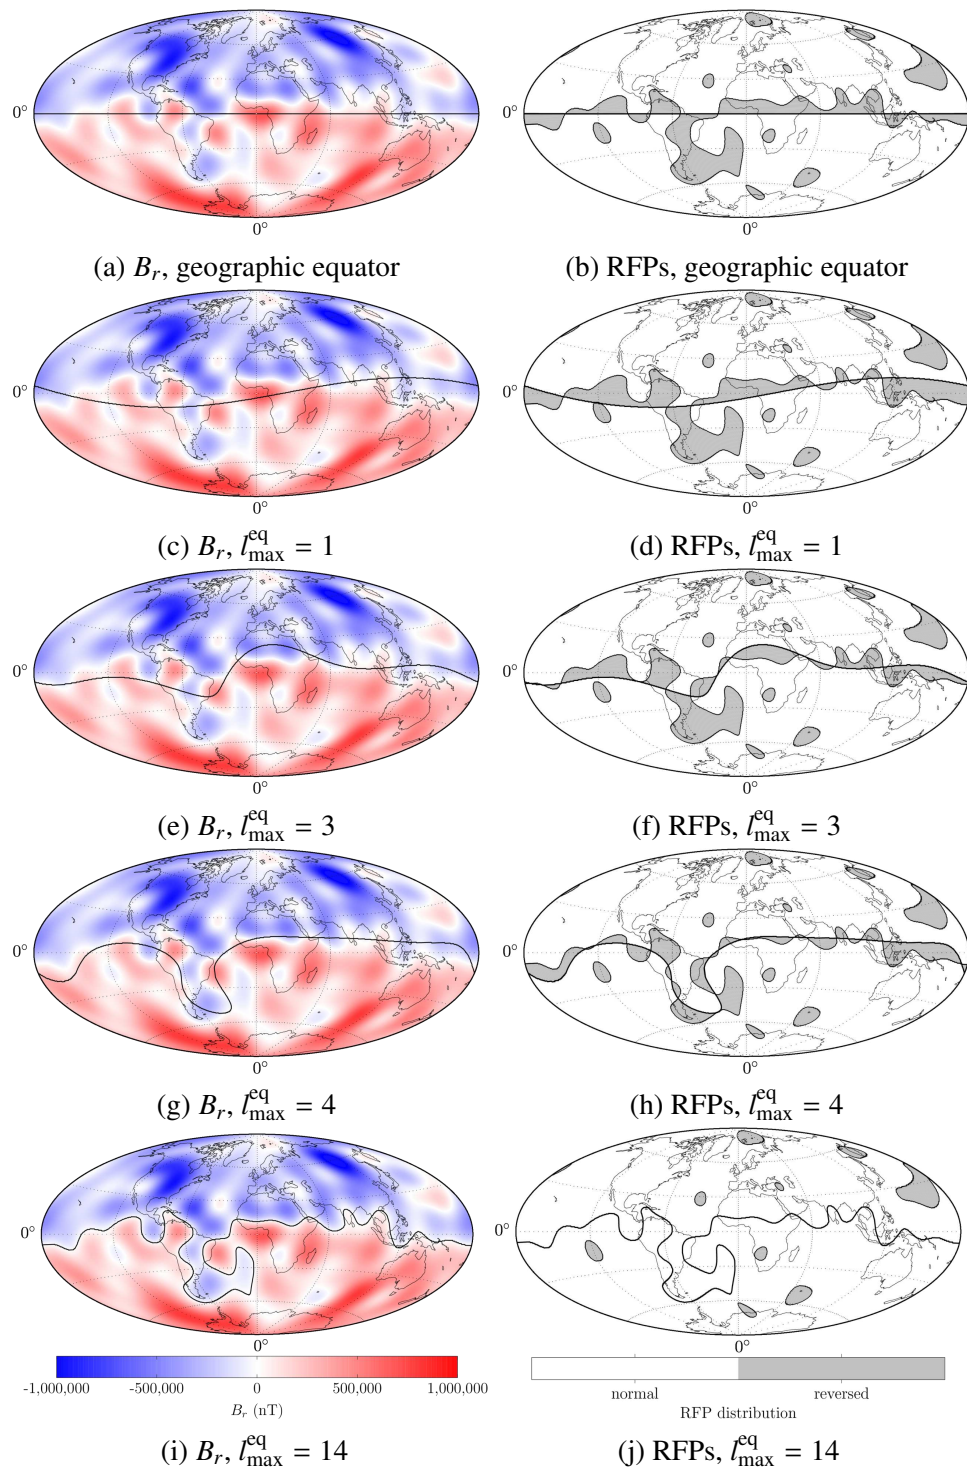 0° 0°
0° 0°
(a) B_r, geographic equator (b) RFPs, geographic equator
0° 0°
0° 0°
(c) B_r, l_max^eq = 1 (d) RFPs, l_max^eq = 1
0° 0°
0° 0°
(e) B_r, l_max^eq = 3 (f) RFPs, l_max^eq = 3
0° 0°
0° 0°
(g) B_r, l_max^eq = 4 (h) RFPs, l_max^eq = 4
0° 0°
0° 0°
-1,000,000 -500,000 0 500,000 1,000,000
normal reversed
B_r (nT)
RFP distribution
(i) B_r, l_max^eq = 14 (j) RFPs, l_max^eq = 14